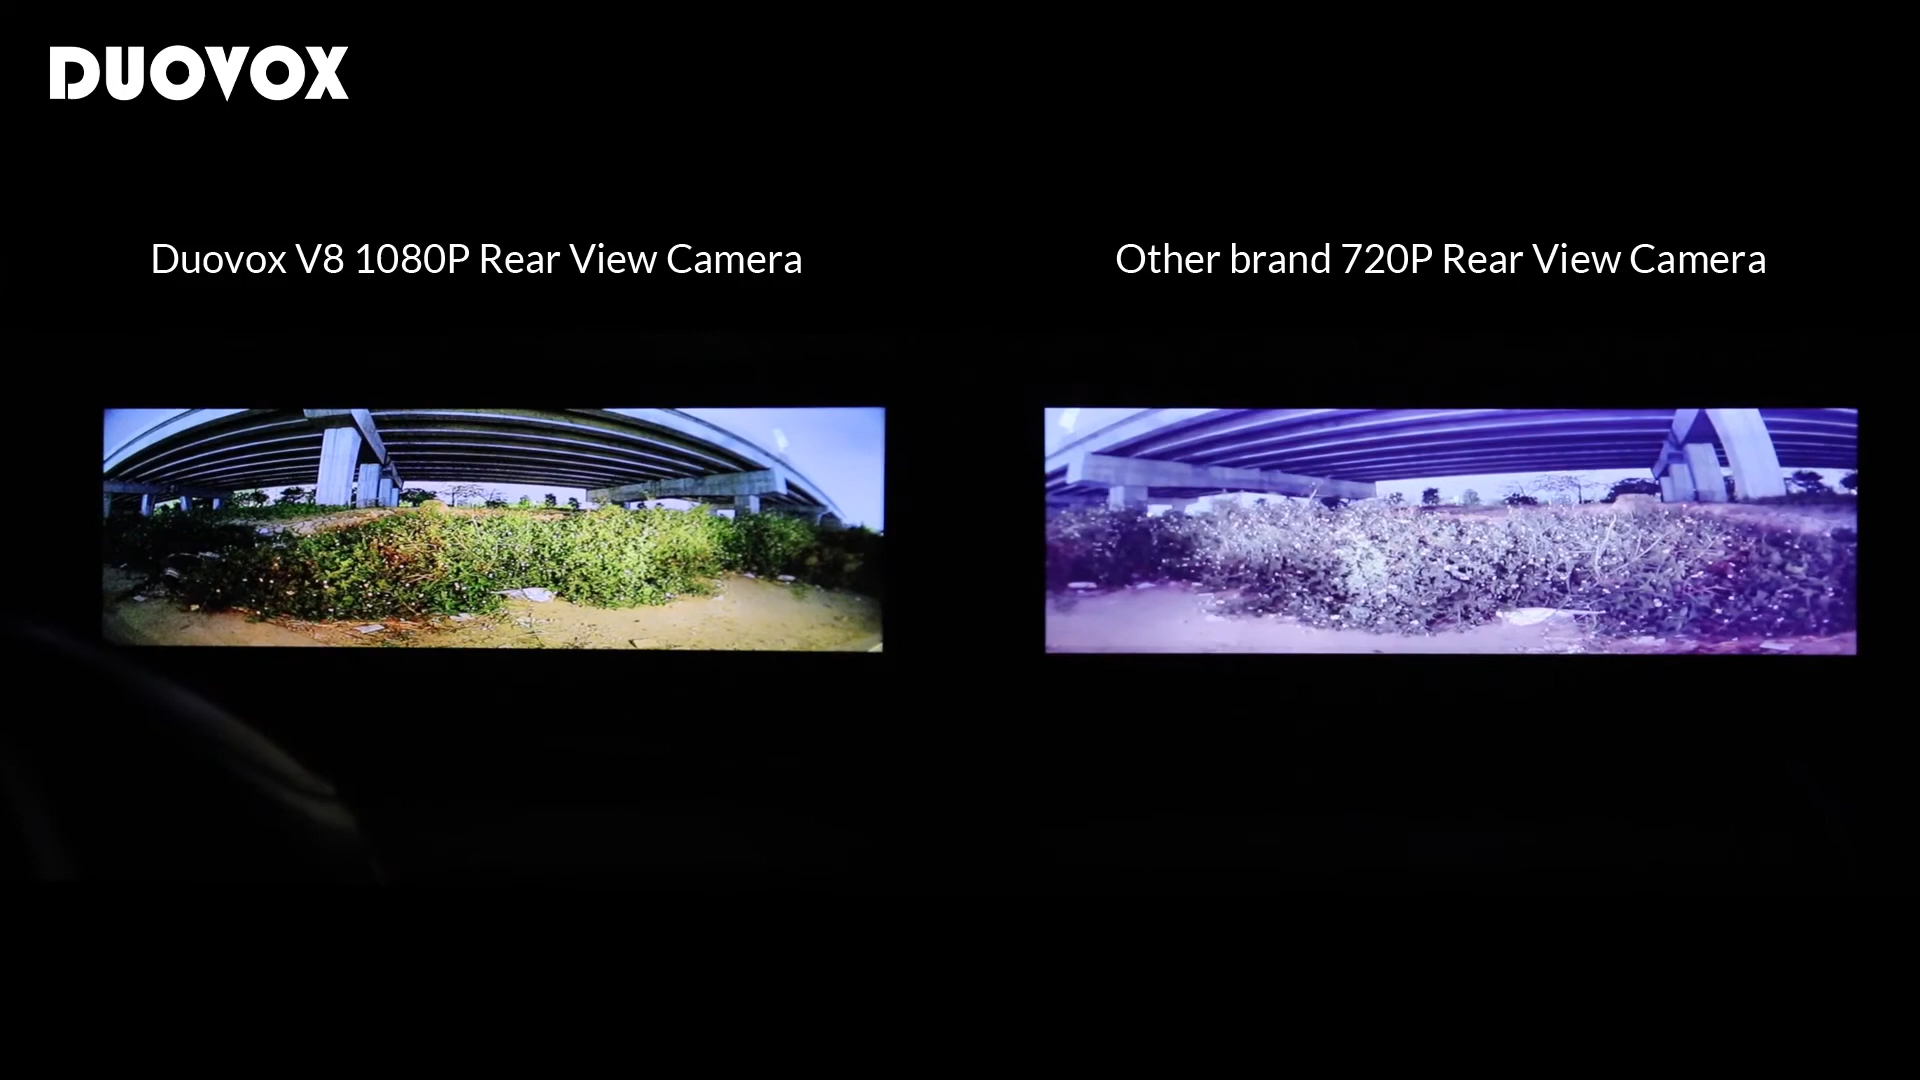 DUOVOX
Duovox V8 1080P Rear View Camera
Other brand 720P Rear View Camera